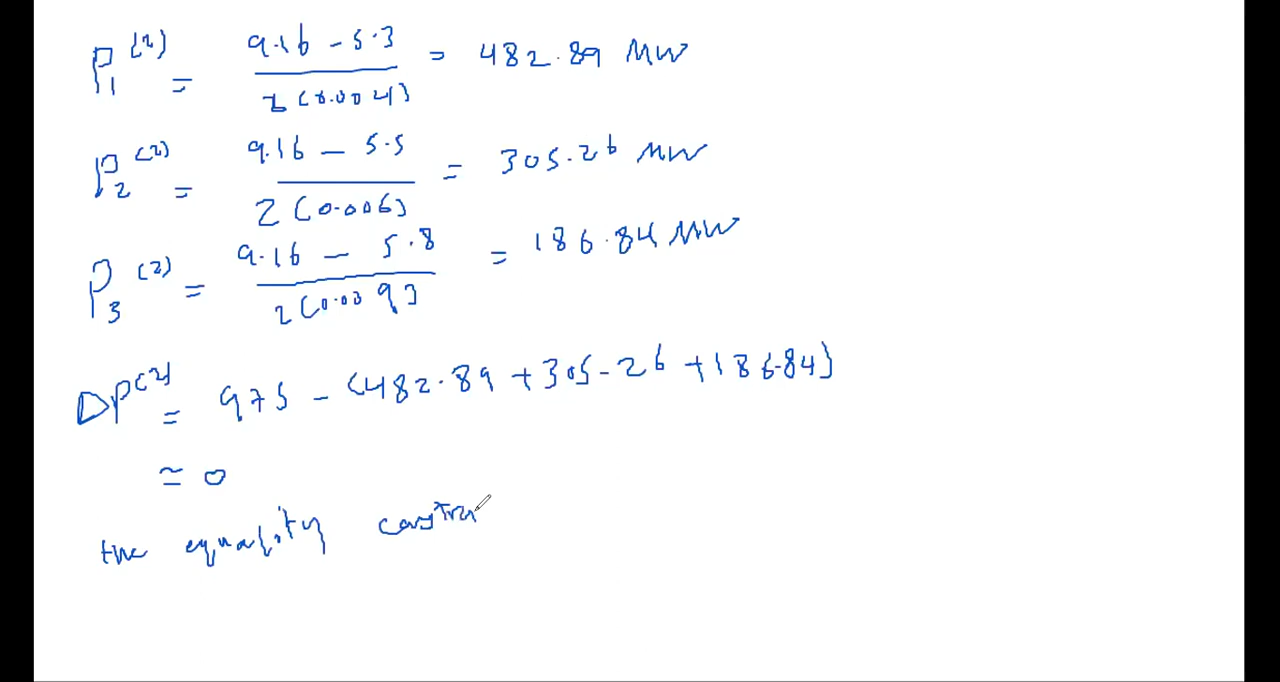 P1^(2) = (9.16 - 5.3) / 2(0.004) = 482.89 MW
P2^(2) = (9.16 - 5.5) / 2(0.006) = 305.26 MW
P3^(2) = (9.16 - 5.8) / 2(0.009) = 186.84 MW
DP^(2) = 975 - (482.89 + 305.26 + 186.84)
≃ 0
the equality